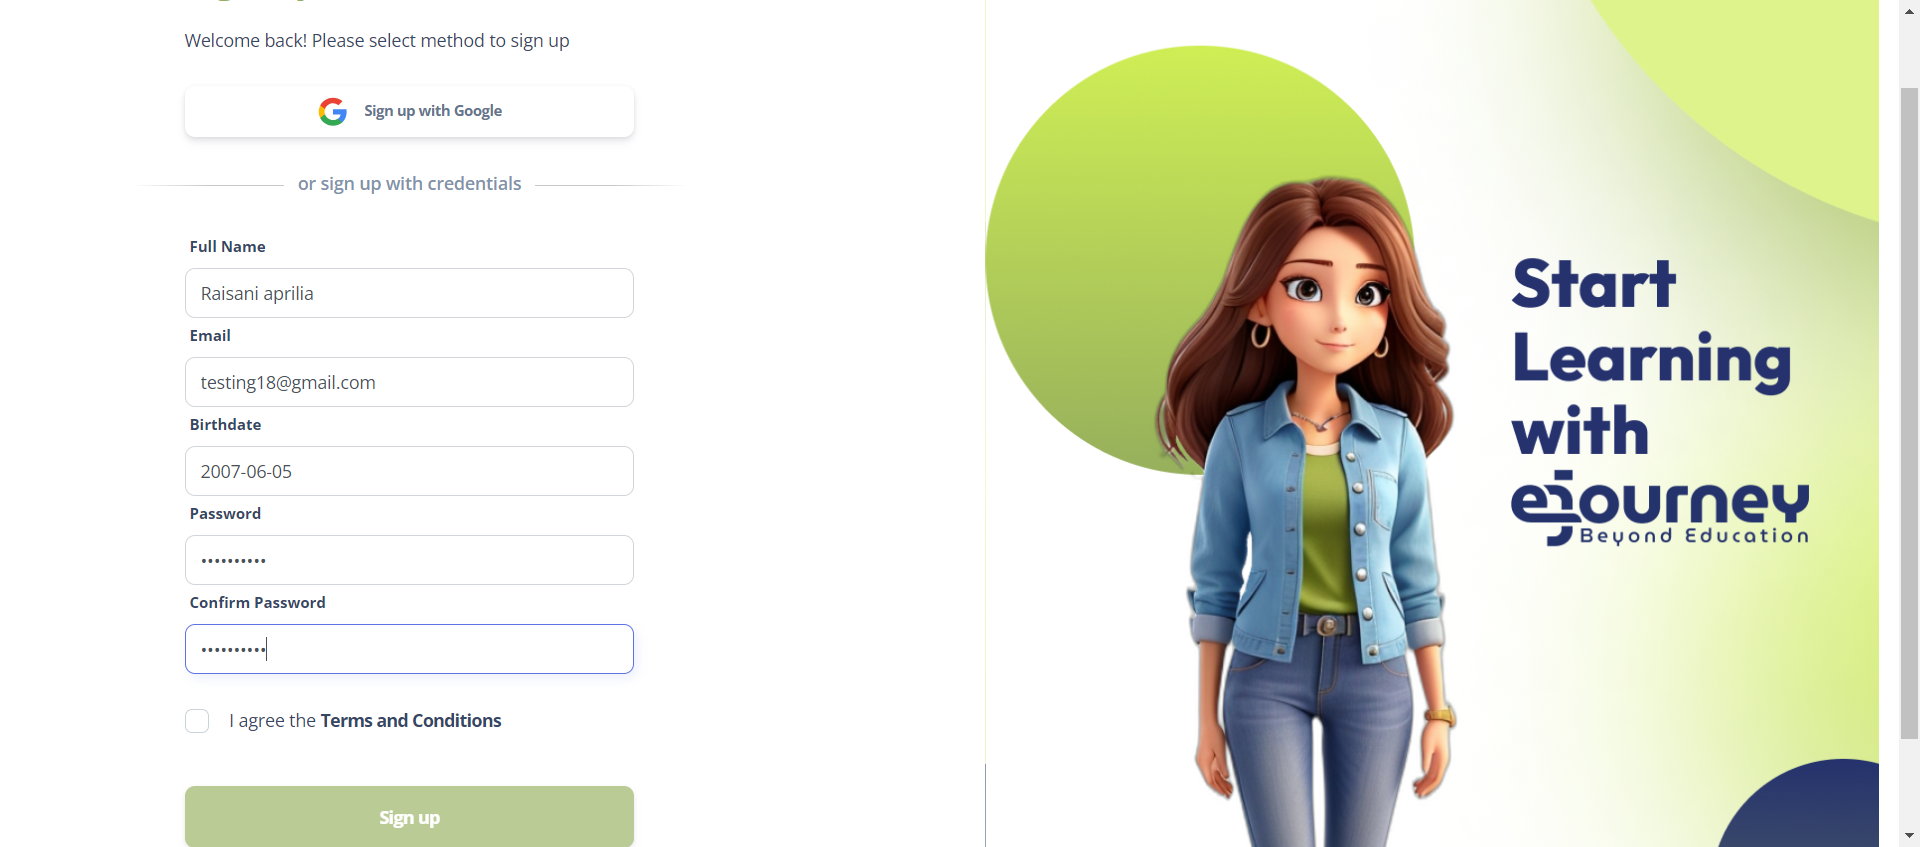 Welcome back! Please select method to sign up
Sign up with Google
or sign up with credentials
Full Name
Raisani aprilia
Email
testing18@gmail.com
Birthdate
2007-06-05
Password
••••••••••
Confirm Password
••••••••••
I agree the Terms and Conditions
Sign up
Start
Learning
with
ejourney
Beyond Education